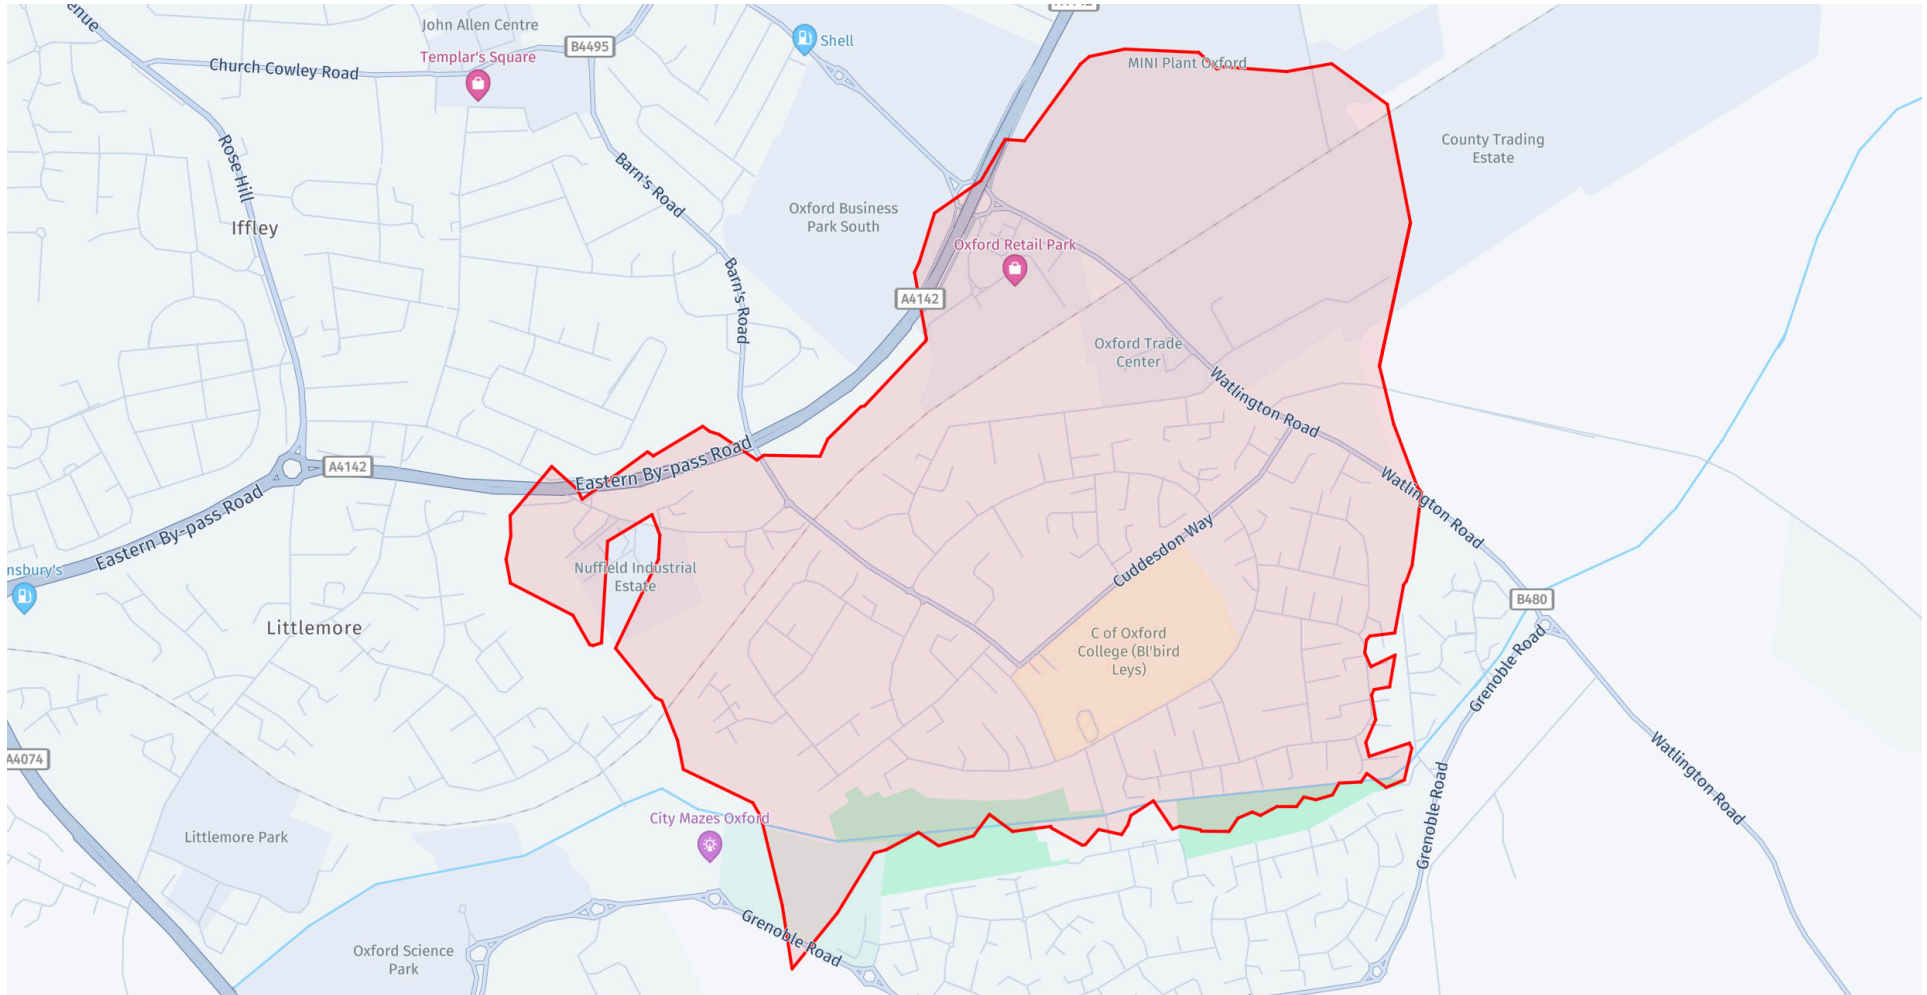 John Allen Centre
Templar's Square
B4495
Shell
Church Cowley Road
MINI Plant Oxford
County Trading
Estate
Rose Hill
Barn's Road
Iffley
Oxford Business
Park South
Oxford Retail Park
Barn's Road
A4142
Oxford Trade
Center
Watlington Road
Eastern By-pass Road
A4142
Watlington Road
Eastern By-pass Road
Cuddesdon Way
nsbury's
Nuffield Industrial
Estate
B480
Littlemore
C of Oxford
College (Bl'bird
Leys)
Grenoble Road
A4074
Watlington Road
Littlemore Park
City Mazes Oxford
Grenoble Road
Grenoble Road
Oxford Science
Park